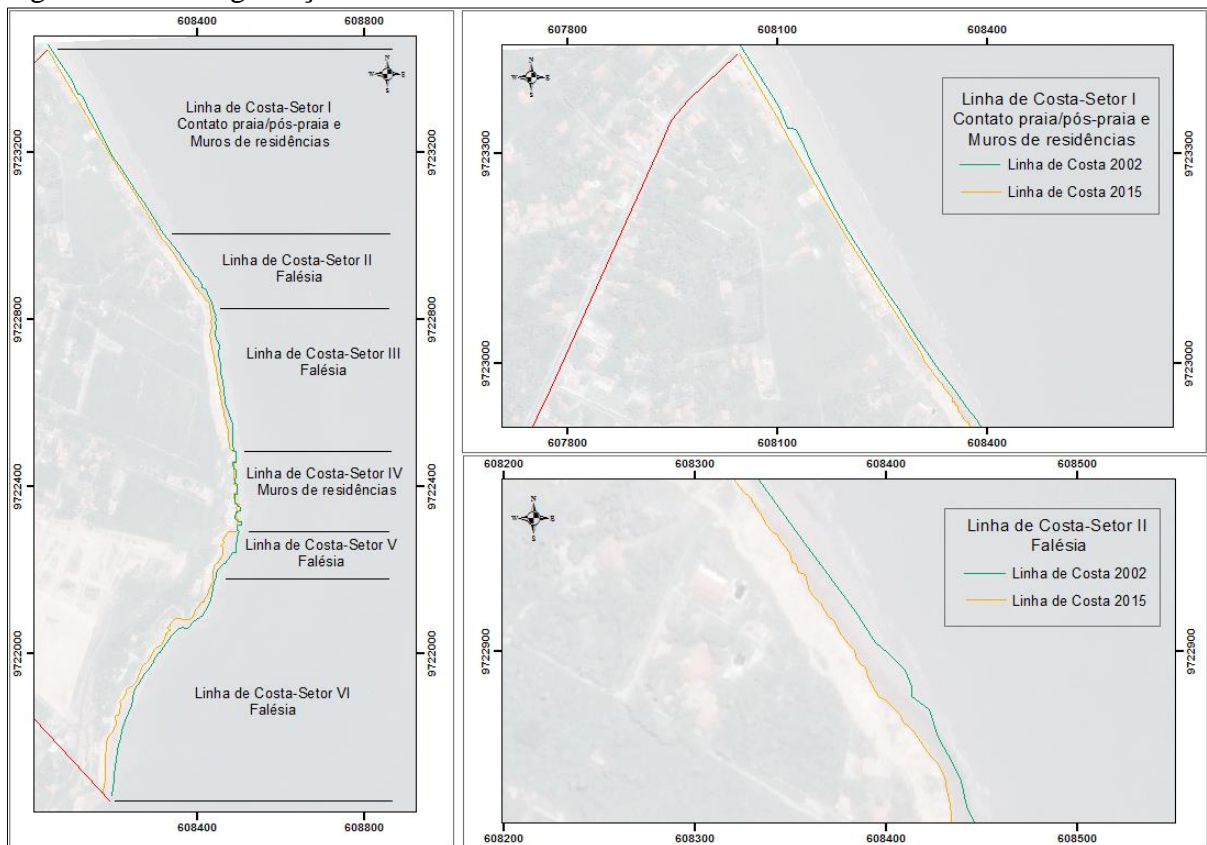 608400 608800
N
W E
S
Linha de Costa-Setor I
Contato praia/pós-praia e
Muros de residências
Linha de Costa-Setor II
Falésia
Linha de Costa-Setor III
Falésia
Linha de Costa-Setor IV
Muros de residências
Linha de Costa-Setor V
Falésia
Linha de Costa-Setor VI
Falésia
9723200
9722800
9722400
9722000
9723200
9722800
9722400
9722000
608400 608800
607800 608100 608400
N
W E
S
Linha de Costa-Setor I
Contato praia/pós-praia e
Muros de residências
Linha de Costa 2002
Linha de Costa 2015
9723300
9723000
9723300
9723000
607800 608100 608400
608200 608300 608400 608500
N
W E
S
Linha de Costa-Setor II
Falésia
Linha de Costa 2002
Linha de Costa 2015
9722900
9722900
608200 608300 608400 608500